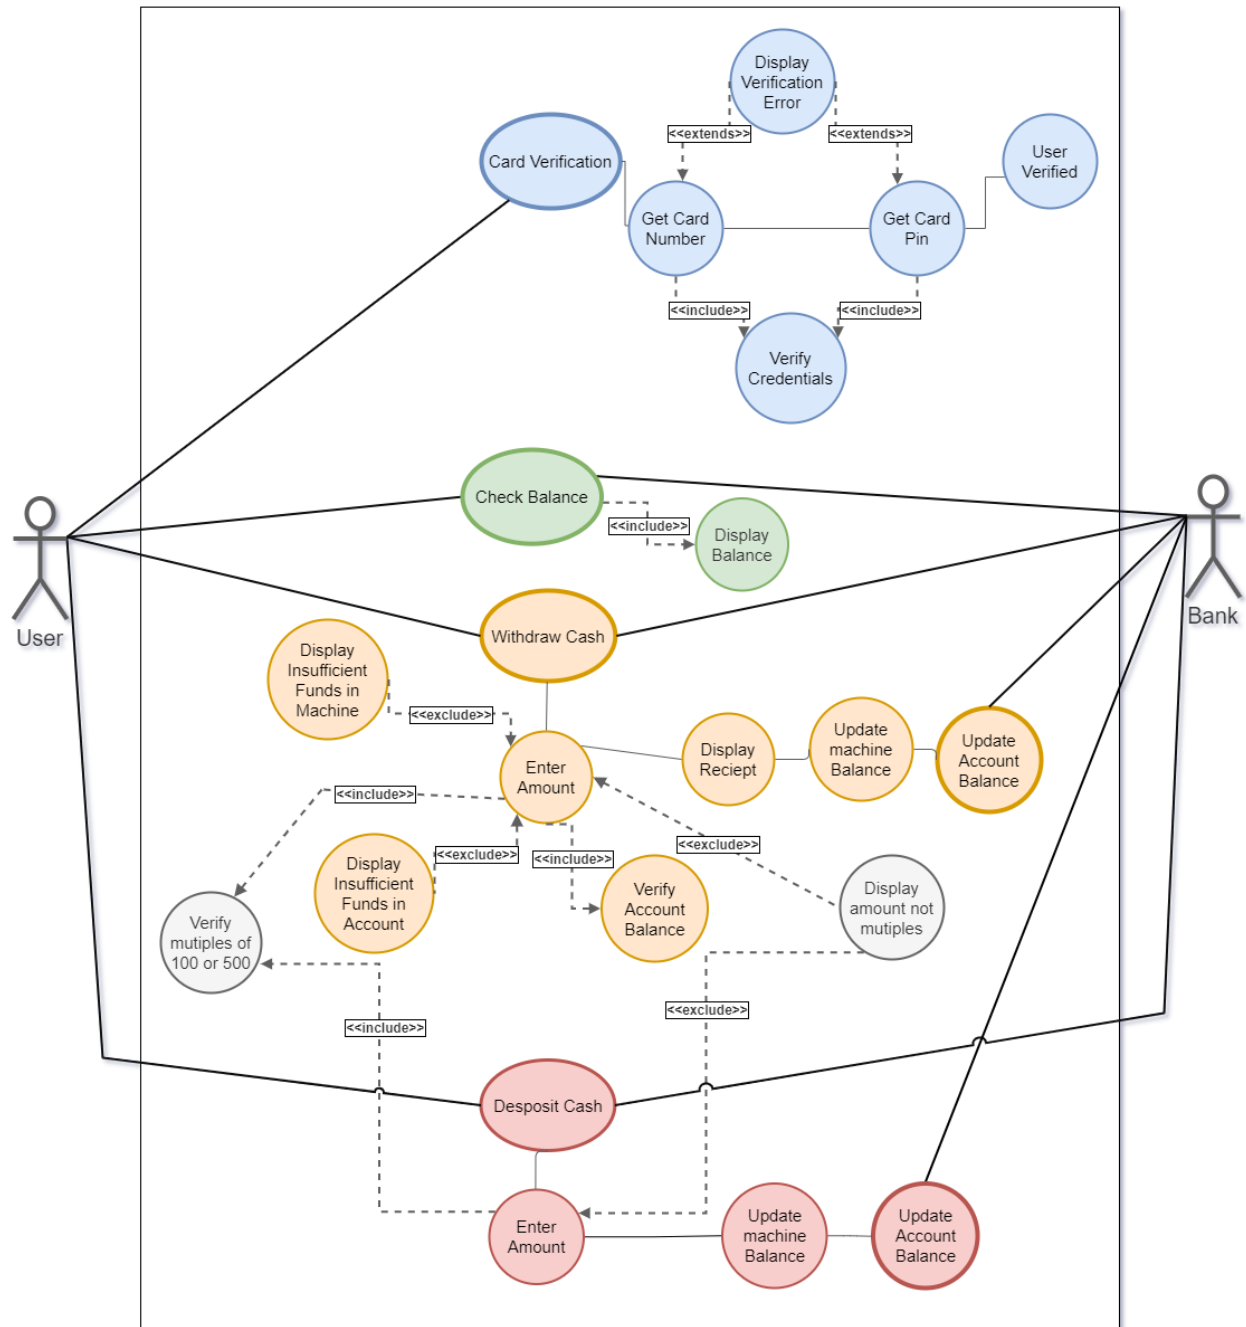 Display
Verification
Error
<<extends>>
<<extends>>
Card Verification
User
Verified
Get Card
Number
Get Card
Pin
<<include>>
<<include>>
Verify
Credentials
Check Balance
<<include>>
Display
Balance
User
Bank
Withdraw Cash
Display
Insufficient
Funds in
Machine
<<exclude>>
Enter
Amount
Display
Reciept
Update
machine
Balance
Update
Account
Balance
<<include>>
<<exclude>>
<<include>>
<<exclude>>
Display
Insufficient
Funds in
Account
Verify
Account
Balance
Display
amount not
mutiples
Verify
mutiples of
100 or 500
<<exclude>>
<<include>>
Desposit Cash
Enter
Amount
Update
machine
Balance
Update
Account
Balance